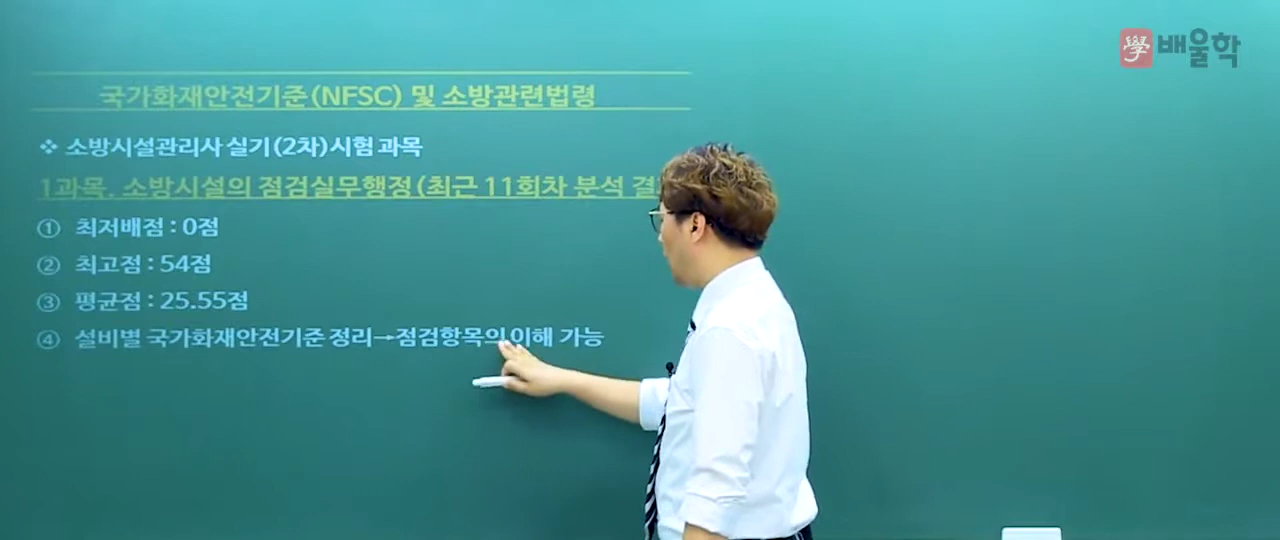 學 배울학
국가화재안전기준(NFSC) 및 소방관련법령
❖ 소방시설관리사 실기(2차)시험 과목
1과목. 소방시설의 점검실무행정(최근 11회차 분석 결
① 최저배점 : 0점
② 최고점 : 54점
③ 평균점 : 25.55점
④ 설비별 국가화재안전기준 정리→점검항목의 이해 가능